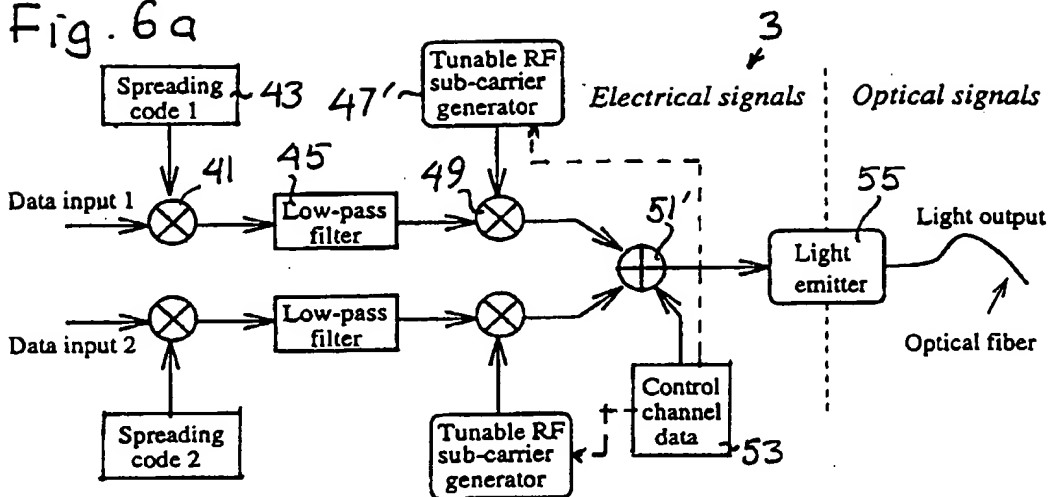 Fig. 6a
3
Spreading
code 1
43
47'
Tunable RF
sub-carrier
generator
Electrical signals
Optical signals
Data input 1
41
45
Low-pass
filter
49
51'
55
Light
emitter
Light output
Optical fiber
Data input 2
Low-pass
filter
Spreading
code 2
Tunable RF
sub-carrier
generator
Control
channel
data
53